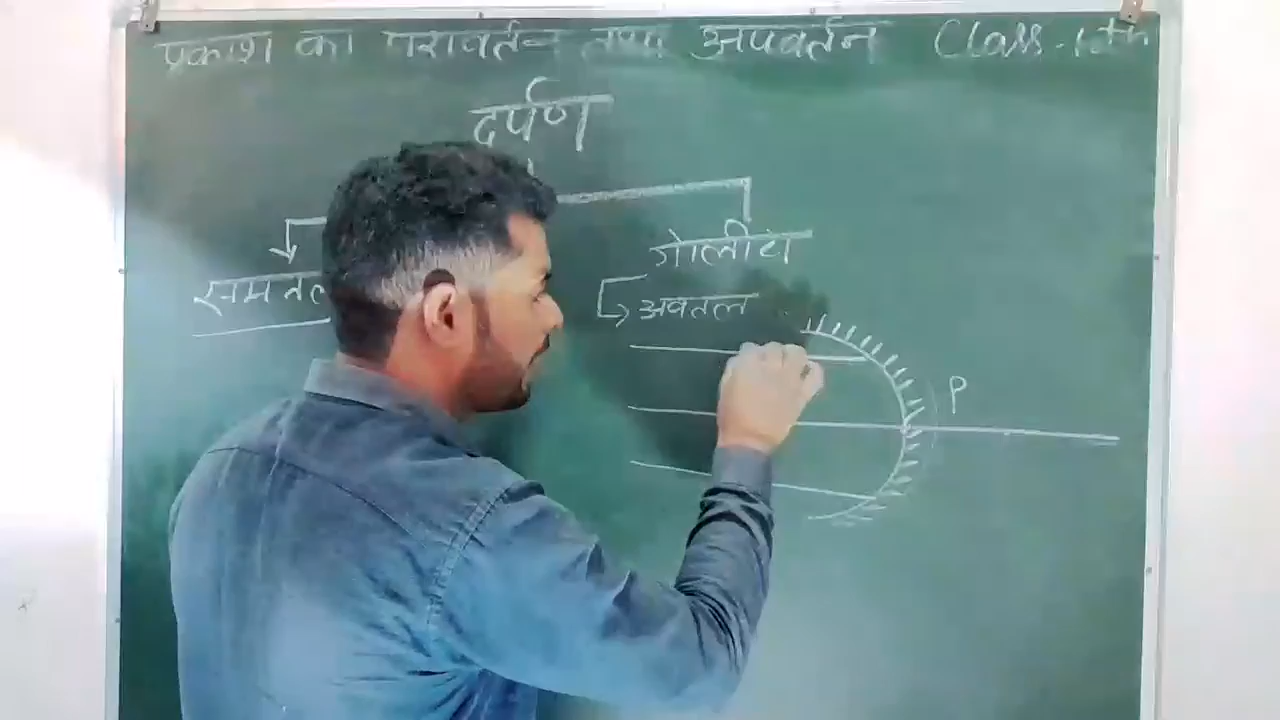 प्रकाश का परावर्तन तथा अपवर्तन Class-10th
दर्पण
गोलीय
समतल
अवतल
P